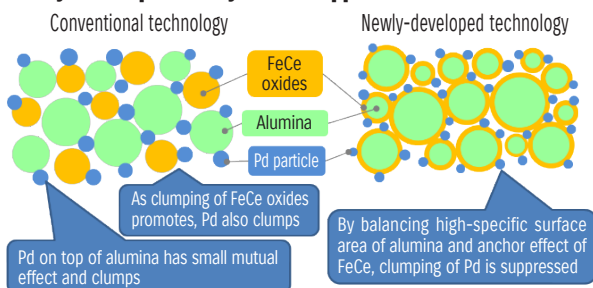 Conventional technology
Newly-developed technology
FeCe
oxides
Alumina
Pd particle
As clumping of FeCe oxides
promotes, Pd also clumps
Pd on top of alumina has small mutual
effect and clumps
By balancing high-specific surface
area of alumina and anchor effect of
FeCe, clumping of Pd is suppressed